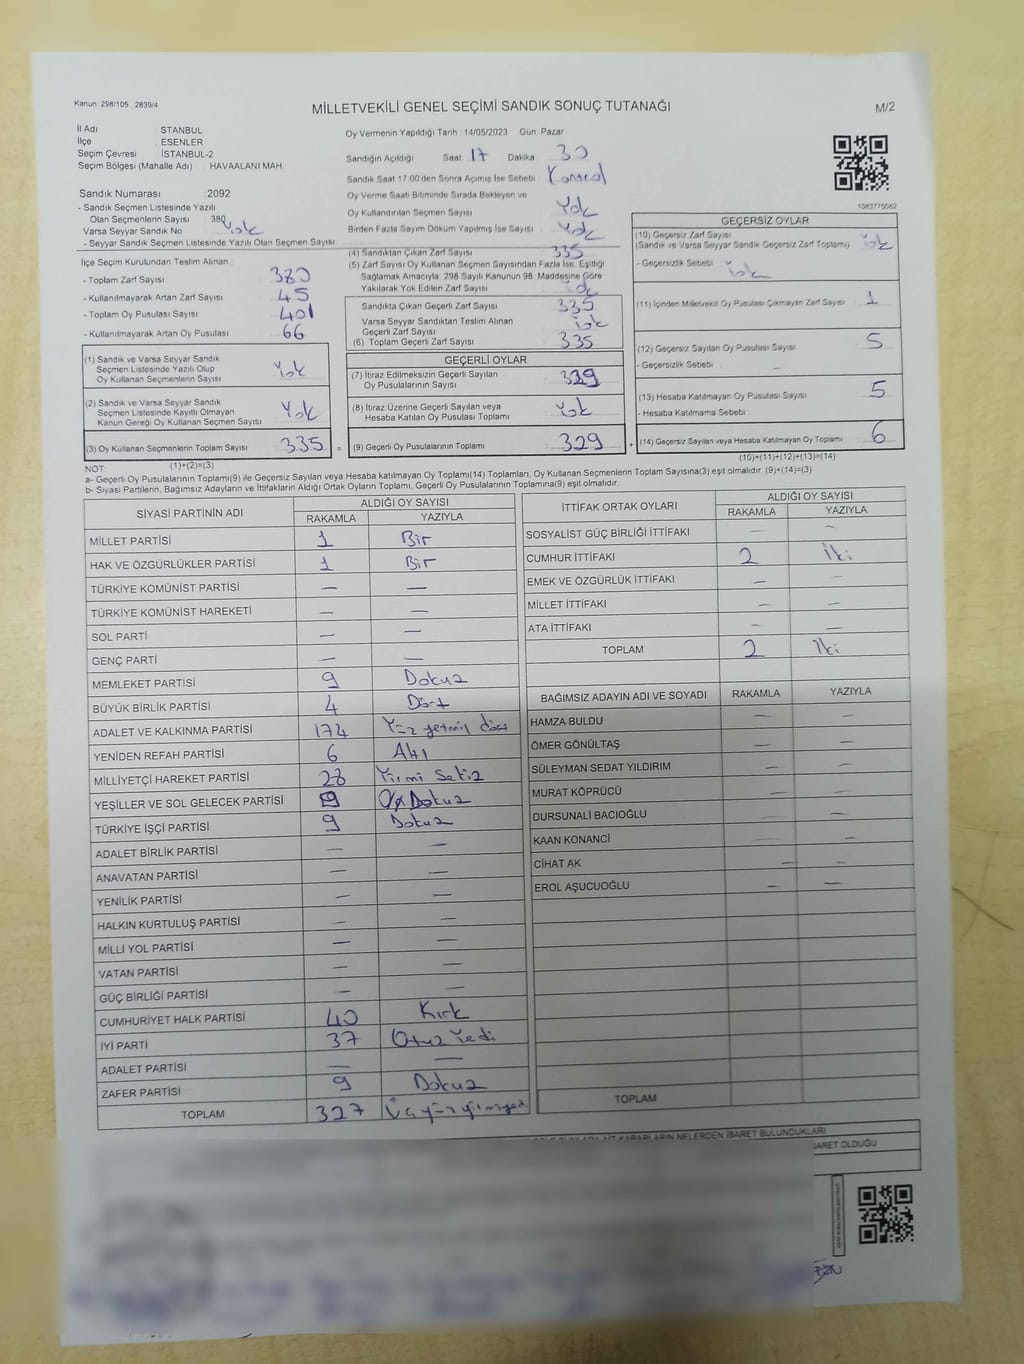 Kanun: 298/105 , 2839/4
MİLLETVEKİLİ GENEL SEÇİMİ SANDIK SONUÇ TUTANAĞI
M/2
İl Adı : STANBUL
İlçe : ESENLER
Seçim Çevresi : İSTANBUL-2
Seçim Bölgesi (Mahalle Adı) : HAVAALANI MAH.
Sandık Numarası : 2092
- Sandık Seçmen Listesinde Yazılı
Olan Seçmenlerin Sayısı : 380
Varsa Seyyar Sandık No : Yok
- Seyyar Sandık Seçmen Listesinde Yazılı Olan Seçmen Sayısı:
Oy Vermenin Yapıldığı Tarih : 14/05/2023 Gün Pazar
Sandığın Açıldığı Saat 17 Dakika 30
Sandık Saat 17:00'den Sonra Açılmış İse Sebebi : Kontrol
Oy Verme Saati Bitiminde Sırada Bekleyen ve
Oy Kullandırılan Seçmen Sayısı Yok
Birden Fazla Sayım Döküm Yapılmış İse Sayısı : Yok
1083775682
İlçe Seçim Kurulundan Teslim Alınan :
- Toplam Zarf Sayısı : 380
- Kullanılmayarak Artan Zarf Sayısı : 45
- Toplam Oy Pusulası Sayısı : 401
- Kullanılmayarak Artan Oy Pusulası : 66
(4) Sandıktan Çıkan Zarf Sayısı : 335
(5) Zarf Sayısı Oy Kullanan Seçmen Sayısından Fazla İse, Eşitliği
Sağlamak Amacıyla; 298 Sayılı Kanunun 98. Maddesine Göre
Yakılarak Yok Edilen Zarf Sayısı : Yok
Sandıkta Çıkan Geçerli Zarf Sayısı : 335
Varsa Seyyar Sandıktan Teslim Alınan
Geçerli Zarf Sayısı : Yok
(6) Toplam Geçerli Zarf Sayısı : 335
GEÇERSİZ OYLAR
(10) Geçersiz Zarf Sayısı
(Sandık ve Varsa Seyyar Sandık Geçersiz Zarf Toplamı) : Yok
- Geçersizlik Sebebi : Yok
(11) İçinden Milletvekili Oy Pusulası Çıkmayan Zarf Sayısı : 1
(12) Geçersiz Sayılan Oy Pusulası Sayısı : 5
- Geçersizlik Sebebi : —
(13) Hesaba Katılmayan Oy Pusulası Sayısı : 5
- Hesaba Katılmama Sebebi :
(14) Geçersiz Sayılan veya Hesaba Katılmayan Oy Toplamı : 6
(10)+(11)+(12)+(13)=(14)
(1) Sandık ve Varsa Seyyar Sandık
Seçmen Listesinde Yazılı Olup
Oy Kullanan Seçmenlerin Sayısı : Yok
(2) Sandık ve Varsa Seyyar Sandık
Seçmen Listesinde Kayıtlı Olmayan
Kanun Gereği Oy Kullanan Seçmen Sayısı : Yok
(3) Oy Kullanan Seçmenlerin Toplam Sayısı : 335 =
(1)+(2)=(3)
GEÇERLİ OYLAR
(7) İtiraz Edilmeksizin Geçerli Sayılan
Oy Pusulalarının Sayısı : 329
(8) İtiraz Üzerine Geçerli Sayılan veya
Hesaba Katılan Oy Pusulası Toplamı : Yok
(9) Geçerli Oy Pusulalarının Toplamı : 329 +
NOT:
a- Geçerli Oy Pusulalarının Toplamı(9) ile Geçersiz Sayılan veya Hesaba katılmayan Oy Toplamı(14) Toplamları, Oy Kullanan Seçmenlerin Toplam Sayısına(3) eşit olmalıdır. (9)+(14)=(3)
b- Siyasi Partilerin, Bağımsız Adayların ve İttifakların Aldığı Ortak Oyların Toplamı, Geçerli Oy Pusulalarının Toplamına(9) eşit olmalıdır.
SİYASİ PARTİNİN ADI ALDIĞI OY SAYISI
RAKAMLA YAZIYLA
MİLLET PARTİSİ 1 Bir
HAK VE ÖZGÜRLÜKLER PARTİSİ 1 Bir
TÜRKİYE KOMÜNİST PARTİSİ — —
TÜRKİYE KOMÜNİST HAREKETİ — —
SOL PARTİ — —
GENÇ PARTİ — —
MEMLEKET PARTİSİ 9 Dokuz
BÜYÜK BİRLİK PARTİSİ 4 Dört
ADALET VE KALKINMA PARTİSİ 174 Yüz yetmiş dört
YENİDEN REFAH PARTİSİ 6 Altı
MİLLİYETÇİ HAREKET PARTİSİ 28 Yirmi Sekiz
YEŞİLLER VE SOL GELECEK PARTİSİ 9 Dokuz
TÜRKİYE İŞÇİ PARTİSİ 9 Dokuz
ADALET BİRLİK PARTİSİ — —
ANAVATAN PARTİSİ — —
YENİLİK PARTİSİ — —
HALKIN KURTULUŞ PARTİSİ — —
MİLLİ YOL PARTİSİ — —
VATAN PARTİSİ — —
GÜÇ BİRLİĞİ PARTİSİ — —
CUMHURİYET HALK PARTİSİ 40 Kırk
İYİ PARTİ 37 Otuz Yedi
ADALET PARTİSİ — —
ZAFER PARTİSİ 9 Dokuz
TOPLAM 327
İTTİFAK ORTAK OYLARI ALDIĞI OY SAYISI
RAKAMLA YAZIYLA
SOSYALİST GÜÇ BİRLİĞİ İTTİFAKI — —
CUMHUR İTTİFAKI 2 İki
EMEK VE ÖZGÜRLÜK İTTİFAKI — —
MİLLET İTTİFAKI — —
ATA İTTİFAKI — —
TOPLAM 2 İki
BAĞIMSIZ ADAYIN ADI VE SOYADI RAKAMLA YAZIYLA
HAMZA BULDU — —
ÖMER GÖNÜLTAŞ — —
SÜLEYMAN SEDAT YILDIRIM — —
MURAT KÖPRÜCÜ — —
DURSUNALİ BACIOĞLU — —
KAAN KONANCİ — —
CİHAT AK — —
EROL AŞUCUOĞLU — —
TOPLAM
KARARLARIN NELERDEN İBARET BULUNDUKLARI
İBARET OLDUĞU